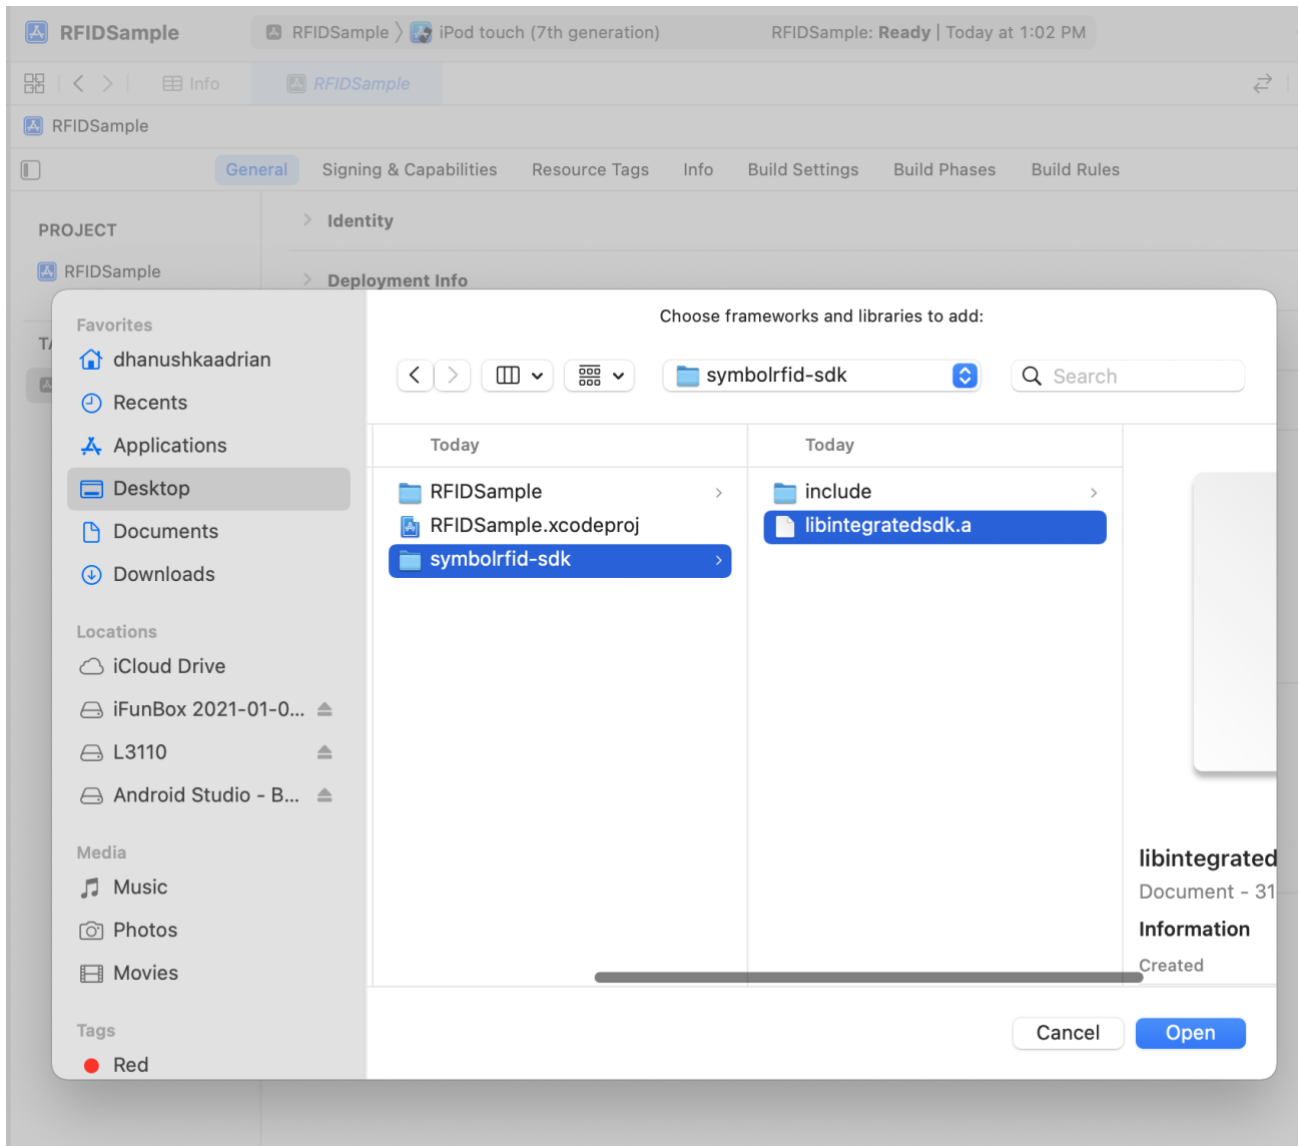 RFIDSample
RFIDSample 〉 iPod touch (7th generation)
RFIDSample: Ready | Today at 1:02 PM
Info
RFIDSample
RFIDSample
General Signing & Capabilities Resource Tags Info Build Settings Build Phases Build Rules
PROJECT
RFIDSample
TA
Identity
Deployment Info
Favorites
dhanushkaadrian
Recents
Applications
Desktop
Documents
Downloads
Locations
iCloud Drive
iFunBox 2021-01-0...
L3110
Android Studio - B...
Media
Music
Photos
Movies
Tags
Red
Choose frameworks and libraries to add:
symbolrfid-sdk
Search
Today
RFIDSample
RFIDSample.xcodeproj
symbolrfid-sdk
Today
include
libintegratedsdk.a
libintegrated
Document - 31
Information
Created
Cancel
Open